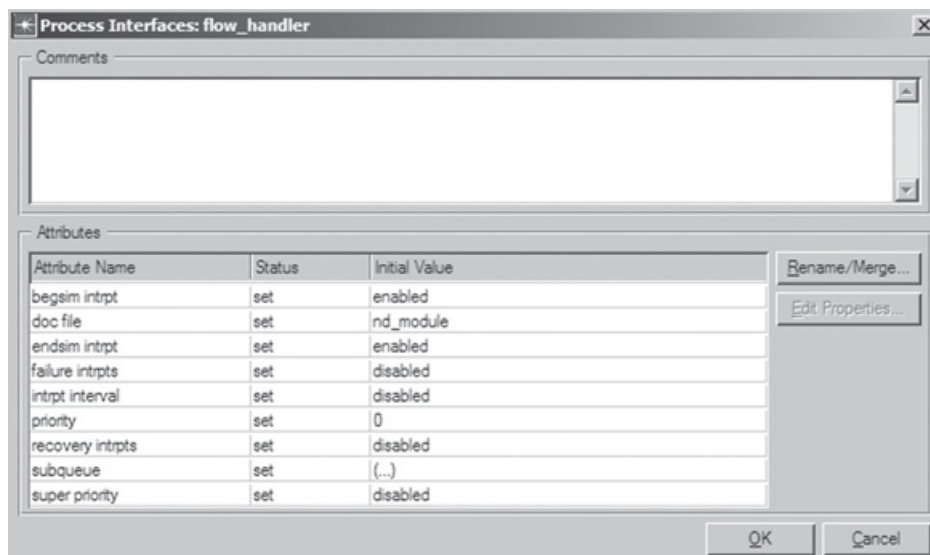 Process Interfaces: flow_handler
Comments
Attributes
Attribute Name Status Initial Value
begsim intrpt set enabled
doc file set nd_module
endsim intrpt set enabled
failure intrpts set disabled
intrpt interval set disabled
priority set 0
recovery intrpts set disabled
subqueue set (...)
super priority set disabled
Rename/Merge...
Edit Properties...
OK Cancel